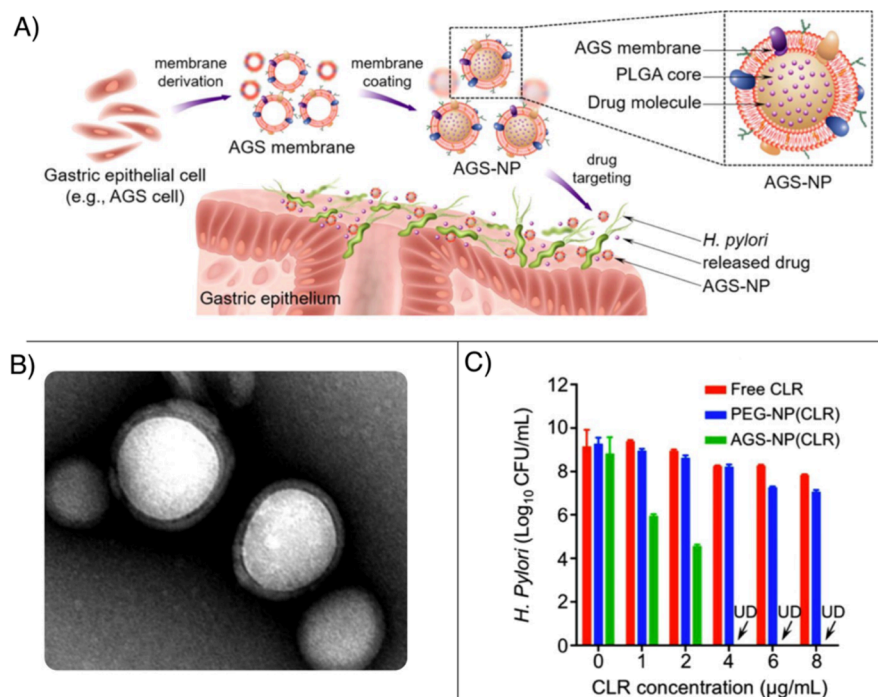 A)
membrane
derivation
membrane
coating
AGS membrane
Gastric epithelial cell
(e.g., AGS cell)
AGS-NP
drug
targeting
AGS membrane
PLGA core
Drug molecule
AGS-NP
H. pylori
released drug
AGS-NP
Gastric epithelium
B)
C)
H. Pylori (Log10 CFU/mL)
12
10
8
6
4
2
0
Free CLR
PEG-NP(CLR)
AGS-NP(CLR)
UD
UD
UD
0 1 2 4 6 8
CLR concentration (µg/mL)